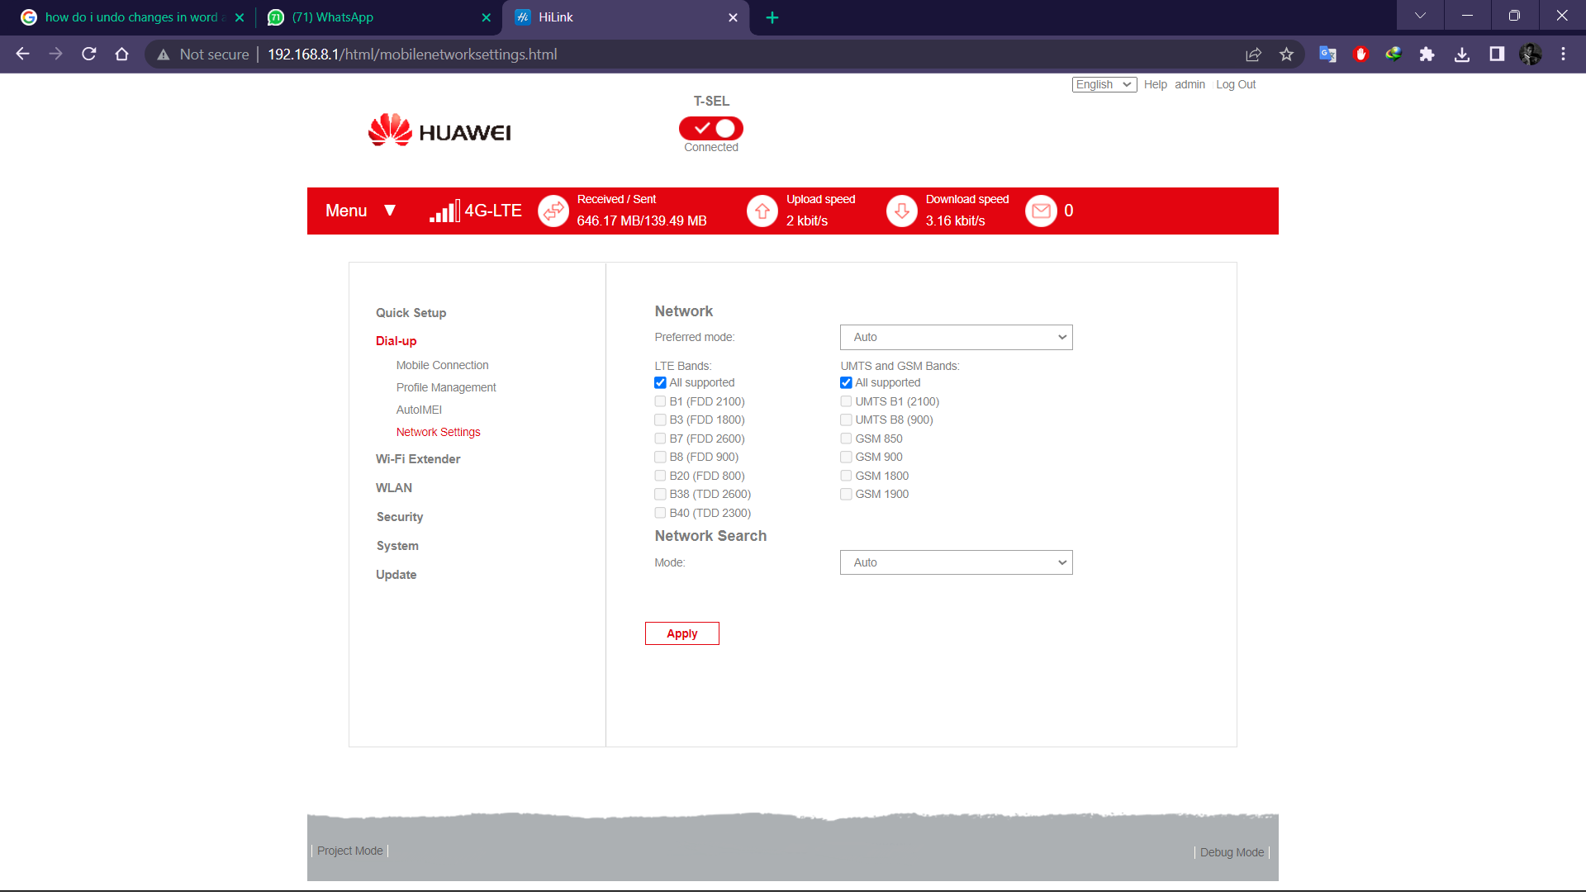 how do i undo changes in word a
(71) WhatsApp
HiLink
Not secure
192.168.8.1/html/mobilenetworksettings.html
English
Help
admin
Log Out
T-SEL
HUAWEI
Connected
Menu
4G-LTE
Received / Sent
646.17 MB/139.49 MB
Upload speed
2 kbit/s
Download speed
3.16 kbit/s
0
Quick Setup
Dial-up
Mobile Connection
Profile Management
AutoIMEI
Network Settings
Wi-Fi Extender
WLAN
Security
System
Update
Network
Preferred mode:
Auto
LTE Bands:
All supported
B1 (FDD 2100)
B3 (FDD 1800)
B7 (FDD 2600)
B8 (FDD 900)
B20 (FDD 800)
B38 (TDD 2600)
B40 (TDD 2300)
UMTS and GSM Bands:
All supported
UMTS B1 (2100)
UMTS B8 (900)
GSM 850
GSM 900
GSM 1800
GSM 1900
Network Search
Mode:
Auto
Apply
| Project Mode |
| Debug Mode |